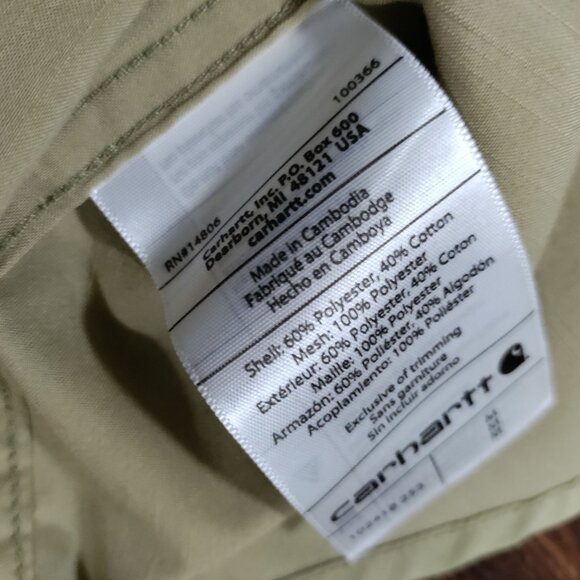 RN#14806
100366
Carhartt, Inc. P.O. Box 600
Dearborn, MI 48121 USA
carhartt.com
Made in Cambodia
Fabriqué au Cambodge
Hecho en Camboya
Shell: 60% Polyester, 40% Cotton
Mesh: 100% Polyester
Extérieur: 60% Polyester, 40% Coton
Maille: 100% Polyester
Armazón: 60% Poliéster, 40% Algodón
Acoplamiento: 100% Poliéster
Exclusive of trimming
Sans garniture
Sin incluir adorno
carhartt